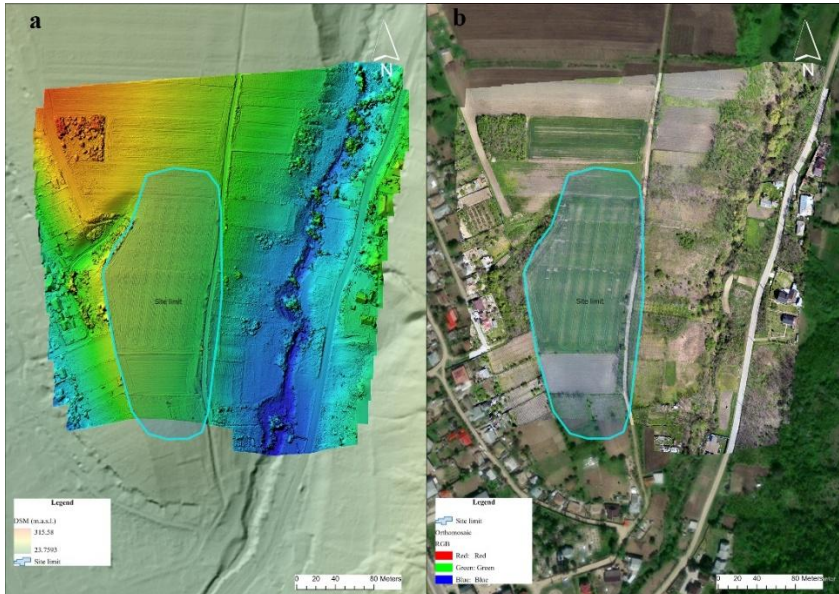 a
N
Site limit
Legend
DSM (m.a.s.l.)
315.58
23.7593
Site limit
0 20 40 80 Meters
b
N
Site limit
Legend
Site limit
Orthomosaic
RGB
Red: Red
Green: Green
Blue: Blue
0 20 40 80 Meters